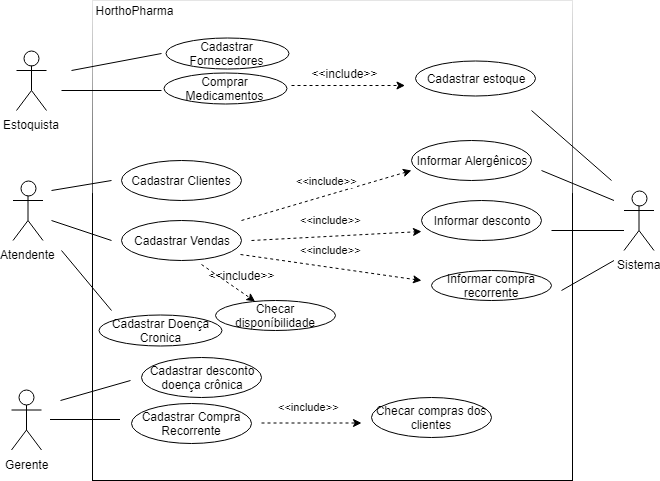 HorthoPharma
Cadastrar
Fornecedores
Comprar
Medicamentos
<<include>>
Cadastrar estoque
Estoquista
Cadastrar Clientes
<<include>>
Informar Alergênicos
Atendente
Cadastrar Vendas
<<include>>
Informar desconto
<<include>>
Sistema
<<include>>
Informar compra
recorrente
Checar
disponíbilidade
Cadastrar Doença
Cronica
Cadastrar desconto
doença crônica
Gerente
Cadastrar Compra
Recorrente
<<include>>
Checar compras dos
clientes